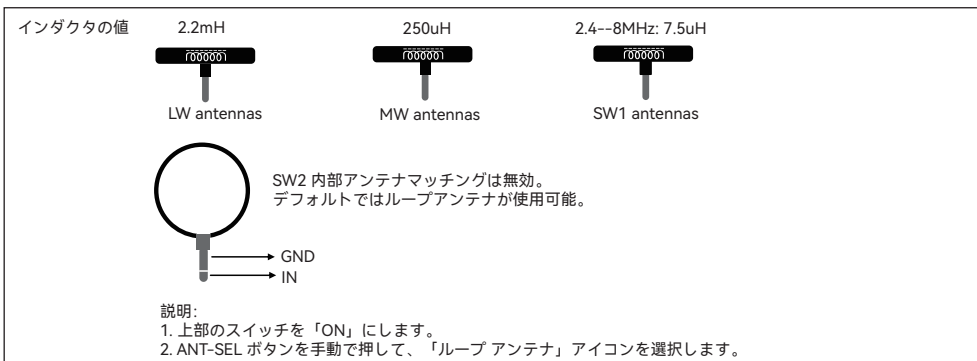 インダクタの値 2.2mH 250uH 2.4--8MHz: 7.5uH
LW antennas MW antennas SW1 antennas
SW2 内部アンテナマッチングは無効。
デフォルトではループアンテナが使用可能。
GND
IN
説明:
1. 上部のスイッチを「ON」にします。
2. ANT-SEL ボタンを手動で押して、「ループ アンテナ」アイコンを選択します。